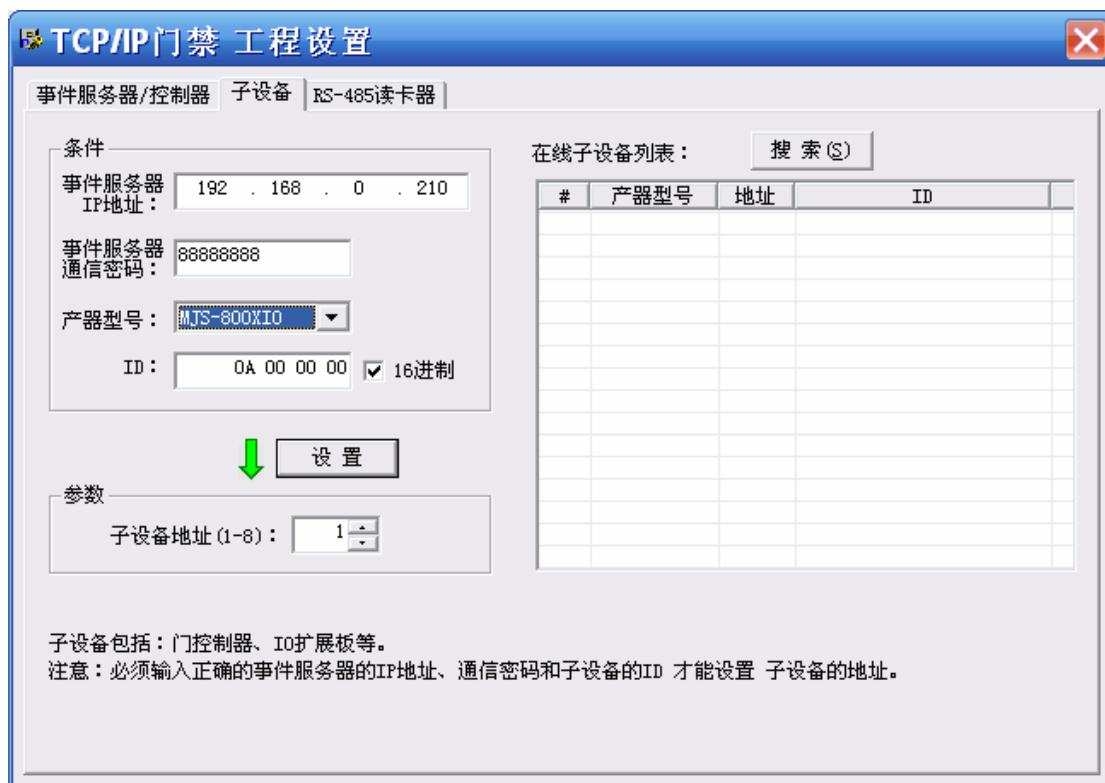 TCP/IP门禁 工程设置
事件服务器/控制器 子设备 RS-485读卡器
条件
事件服务器
IP地址：
192 . 168 . 0 . 210
事件服务器
通信密码：
88888888
产器型号：
MJS-800XIO
ID：
0A 00 00 00
16进制
设 置
参数
子设备地址(1-8)：
1
在线子设备列表：
搜 索(S)
# 产器型号 地址 ID
子设备包括：门控制器、IO扩展板等。
注意：必须输入正确的事件服务器的IP地址、通信密码和子设备的ID 才能设置 子设备的地址。